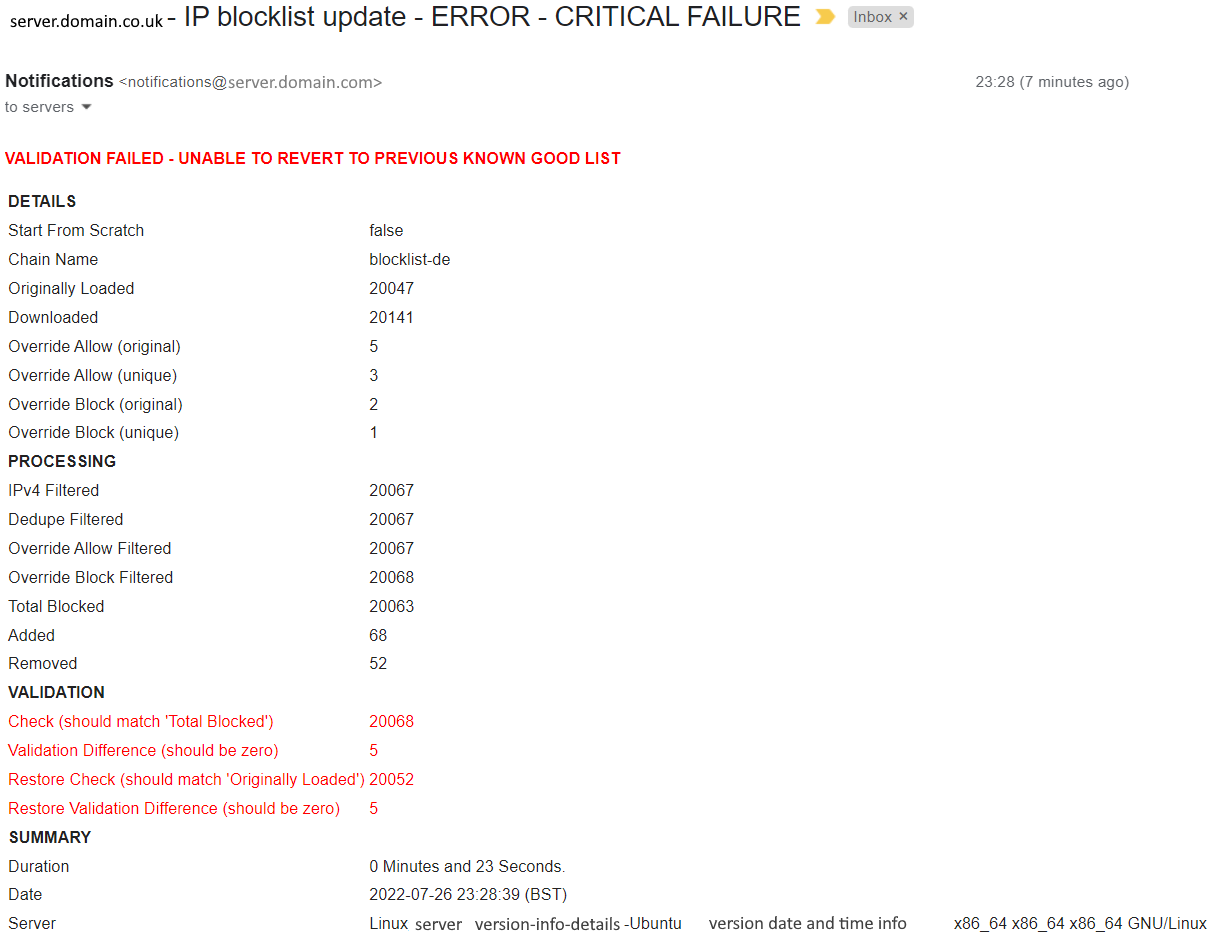 server.domain.co.uk - IP blocklist update - ERROR - CRITICAL FAILURE Inbox ×
Notifications <notifications@server.domain.com> 23:28 (7 minutes ago)
to servers
VALIDATION FAILED - UNABLE TO REVERT TO PREVIOUS KNOWN GOOD LIST
DETAILS
Start From Scratch false
Chain Name blocklist-de
Originally Loaded 20047
Downloaded 20141
Override Allow (original) 5
Override Allow (unique) 3
Override Block (original) 2
Override Block (unique) 1
PROCESSING
IPv4 Filtered 20067
Dedupe Filtered 20067
Override Allow Filtered 20067
Override Block Filtered 20068
Total Blocked 20063
Added 68
Removed 52
VALIDATION
Check (should match 'Total Blocked') 20068
Validation Difference (should be zero) 5
Restore Check (should match 'Originally Loaded') 20052
Restore Validation Difference (should be zero) 5
SUMMARY
Duration 0 Minutes and 23 Seconds.
Date 2022-07-26 23:28:39 (BST)
Server Linux server version-info-details -Ubuntu version date and time info x86_64 x86_64 x86_64 GNU/Linux